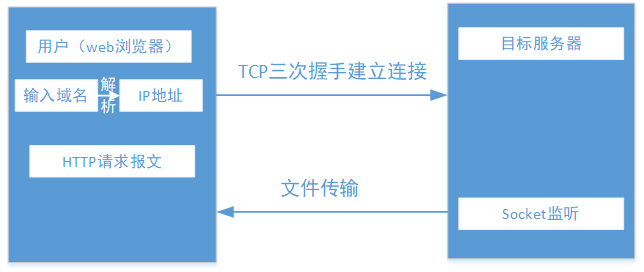 用户（web浏览器）
输入域名
解析
IP地址
HTTP请求报文
TCP三次握手建立连接
文件传输
目标服务器
Socket监听